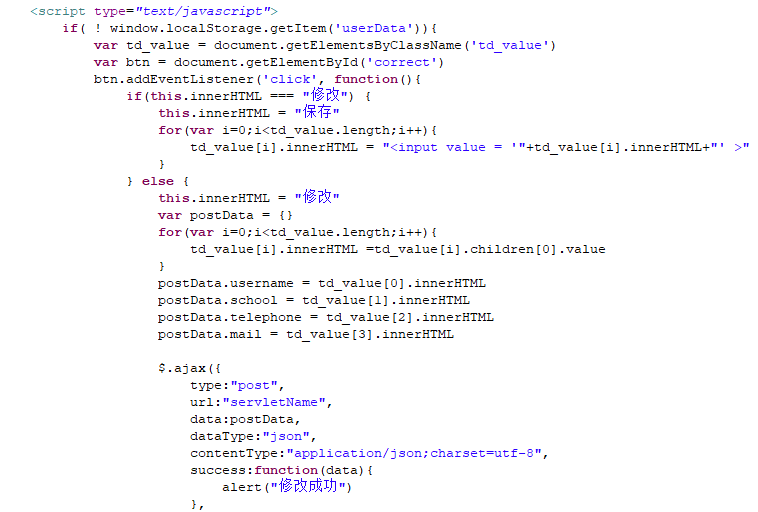 <script type="text/javascript">
if( ! window.localStorage.getItem('userData')){
var td_value = document.getElementsByClassName('td_value')
var btn = document.getElementById('correct')
btn.addEventListener('click', function(){
if(this.innerHTML === "修改") {
this.innerHTML = "保存"
for(var i=0;i<td_value.length;i++){
td_value[i].innerHTML = "<input value = '"+td_value[i].innerHTML+"' >"
}
} else {
this.innerHTML = "修改"
var postData = {}
for(var i=0;i<td_value.length;i++){
td_value[i].innerHTML =td_value[i].children[0].value
}
postData.username = td_value[0].innerHTML
postData.school = td_value[1].innerHTML
postData.telephone = td_value[2].innerHTML
postData.mail = td_value[3].innerHTML
$.ajax({
type:"post",
url:"servletName",
data:postData,
dataType:"json",
contentType:"application/json;charset=utf-8",
success:function(data){
alert("修改成功")
},